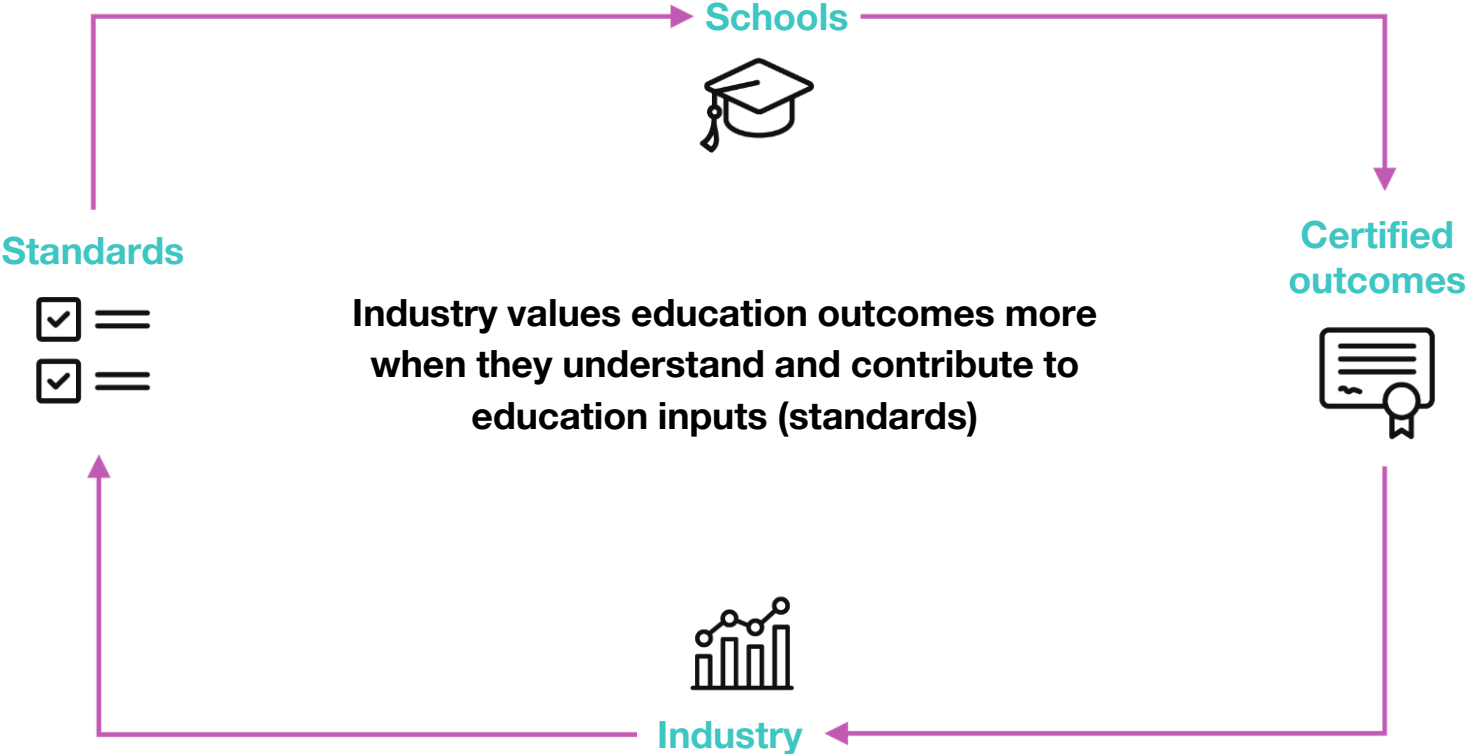 Schools
Standards
Certified
outcomes
Industry values education outcomes more
when they understand and contribute to
education inputs (standards)
Industry